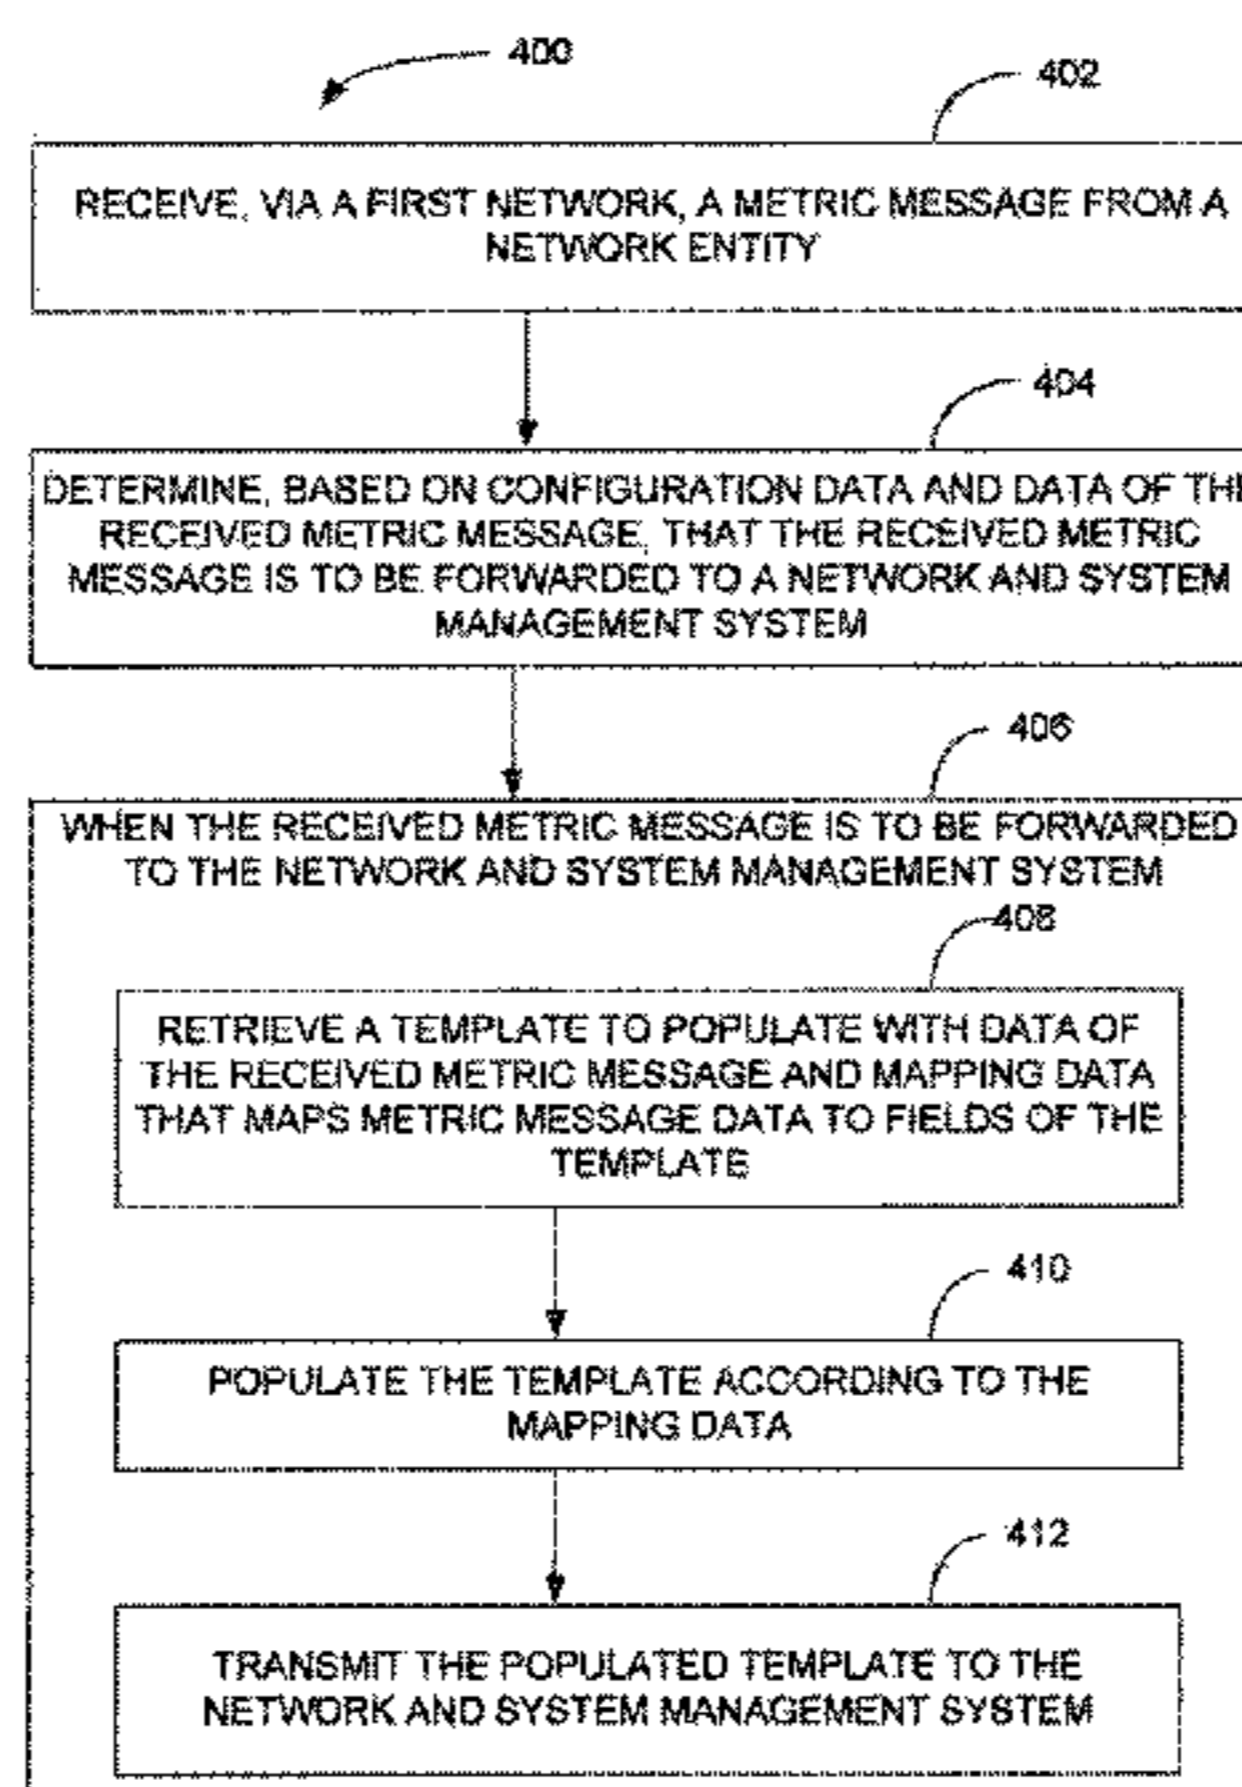 400
402
RECEIVE, VIA A FIRST NETWORK, A METRIC MESSAGE FROM A
NETWORK ENTITY
404
DETERMINE, BASED ON CONFIGURATION DATA AND DATA OF THE
RECEIVED METRIC MESSAGE, THAT THE RECEIVED METRIC
MESSAGE IS TO BE FORWARDED TO A NETWORK AND SYSTEM
MANAGEMENT SYSTEM
406
WHEN THE RECEIVED METRIC MESSAGE IS TO BE FORWARDED
TO THE NETWORK AND SYSTEM MANAGEMENT SYSTEM
408
RETRIEVE A TEMPLATE TO POPULATE WITH DATA OF
THE RECEIVED METRIC MESSAGE AND MAPPING DATA
THAT MAPS METRIC MESSAGE DATA TO FIELDS OF THE
TEMPLATE
410
POPULATE THE TEMPLATE ACCORDING TO THE
MAPPING DATA
412
TRANSMIT THE POPULATED TEMPLATE TO THE
NETWORK AND SYSTEM MANAGEMENT SYSTEM